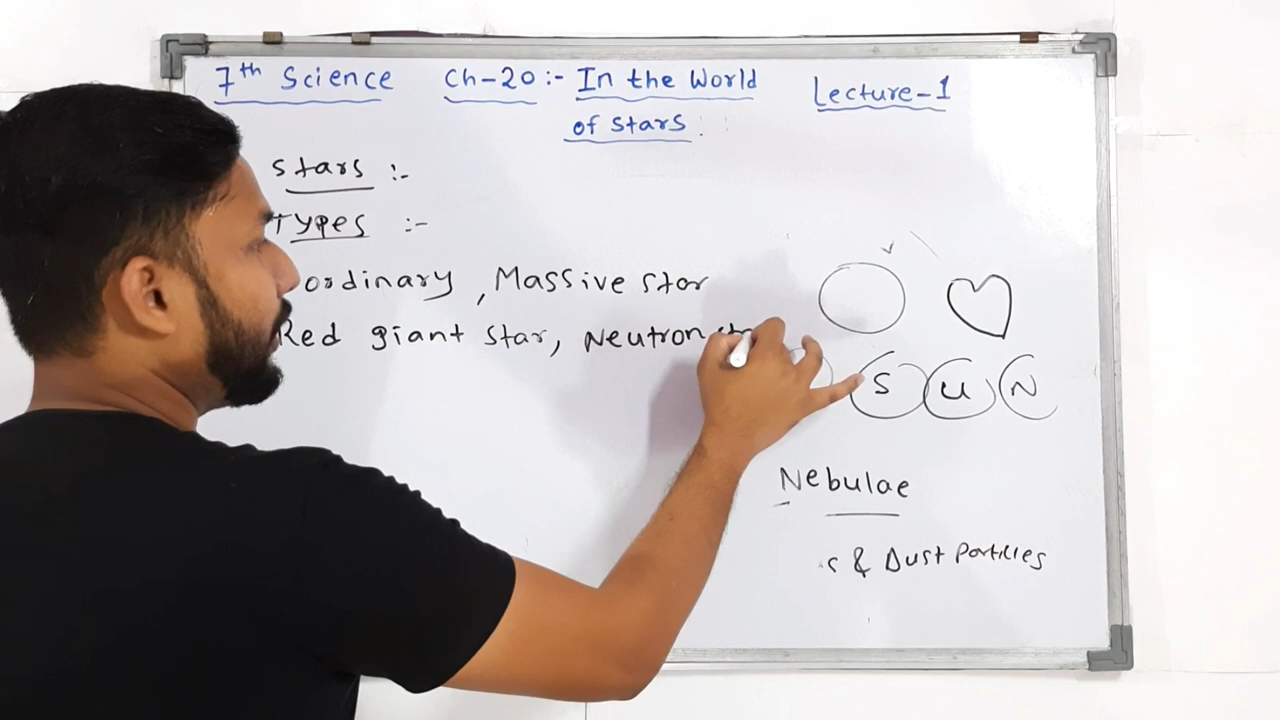 7th Science Ch-20:- In the World of Stars Lecture-1
Stars :-
Types :-
ordinary, Massive Star
Red giant Star, Neutron
S U N
Nebulae
& Dust Particles